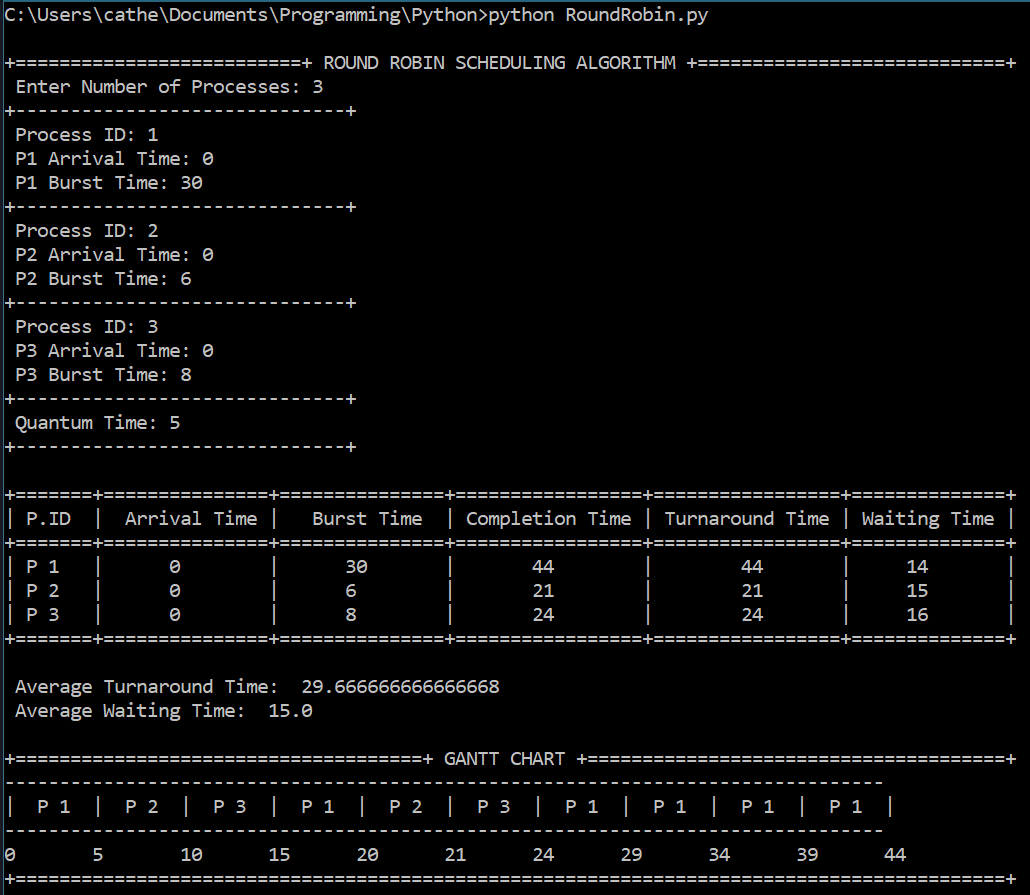 C:\Users\cathe\Documents\Programming\Python>python RoundRobin.py
+==========================+ ROUND ROBIN SCHEDULING ALGORITHM +============================+
Enter Number of Processes: 3
+------------------------------+
Process ID: 1
P1 Arrival Time: 0
P1 Burst Time: 30
+------------------------------+
Process ID: 2
P2 Arrival Time: 0
P2 Burst Time: 6
+------------------------------+
Process ID: 3
P3 Arrival Time: 0
P3 Burst Time: 8
+------------------------------+
Quantum Time: 5
+------------------------------+
+=======+===============+===============+=================+=================+==============+
| P.ID  |  Arrival Time |   Burst Time  | Completion Time | Turnaround Time | Waiting Time |
+=======+===============+===============+=================+=================+==============+
| P 1   |      0        |      30       |       44        |        44       |     14       |
| P 2   |      0        |      6        |       21        |        21       |     15       |
| P 3   |      0        |      8        |       24        |        24       |     16       |
+=======+===============+===============+=================+=================+==============+
Average Turnaround Time:  29.666666666666668
Average Waiting Time:  15.0
+=====================================+ GANTT CHART +======================================+
--------------------------------------------------------------------------------
|  P 1  |  P 2  |  P 3  |  P 1  |  P 2  |  P 3  |  P 1  |  P 1  |  P 1  |  P 1  |
--------------------------------------------------------------------------------
0       5       10      15      20      21      24      29      34      39      44
+==========================================================================================+